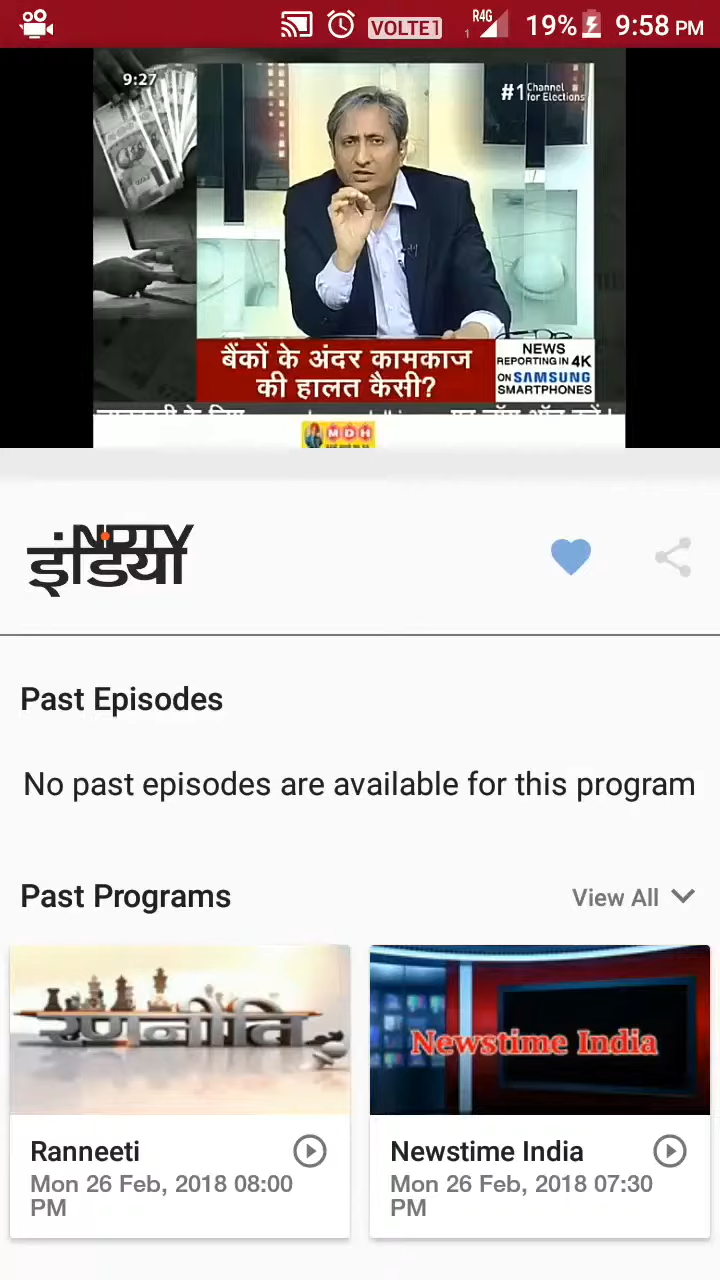 VOLTE1
R4G
1
19%
9:58 PM
9:27
#1 Channel for Elections
बैंकों के अंदर कामकाज
की हालत कैसी?
NEWS
REPORTING IN 4K
ON SAMSUNG
SMARTPHONES
MDH
NDTV
इंडिया
Past Episodes
No past episodes are available for this program
Past Programs
View All
रणनीति
Newstime India
Ranneeti
Mon 26 Feb, 2018 08:00
PM
Newstime India
Mon 26 Feb, 2018 07:30
PM